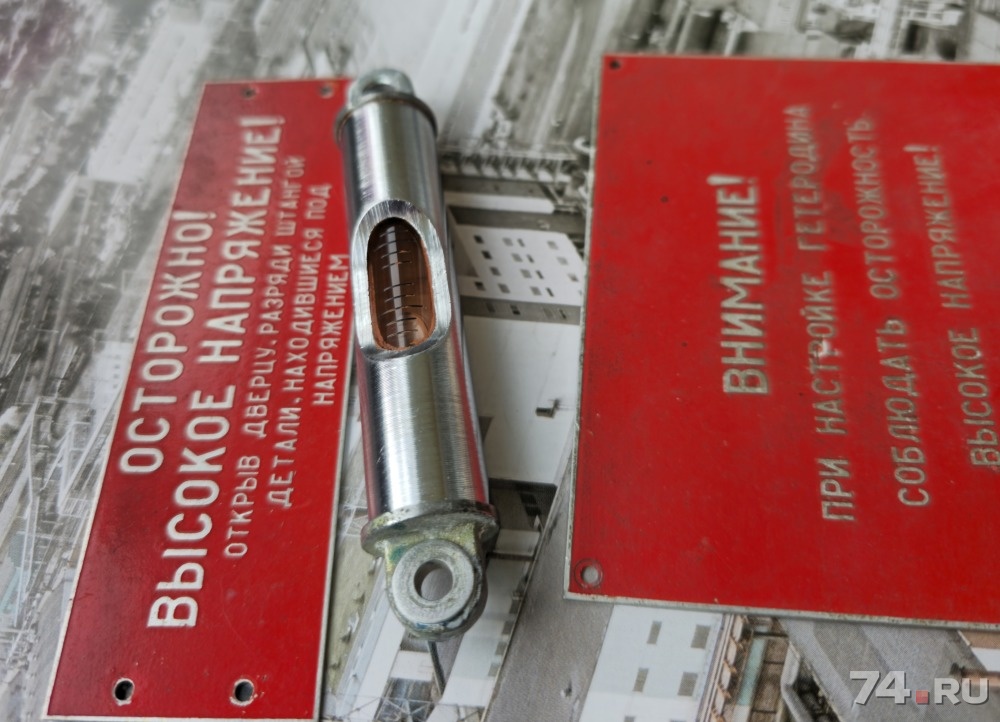 ОСТОРОЖНО!
ВЫСОКОЕ НАПРЯЖЕНИЕ!
ОТКРЫВ ДВЕРЦУ, РАЗРЯДИ ШТАНГОЙ
ДЕТАЛИ, НАХОДИВШИЕСЯ ПОД
НАПРЯЖЕНИЕМ
ВНИМАНИЕ!
ПРИ НАСТРОЙКЕ ГЕТЕРОДИНА
СОБЛЮДАТЬ ОСТОРОЖНОСТЬ
ВЫСОКОЕ НАПРЯЖЕНИЕ!
74.RU